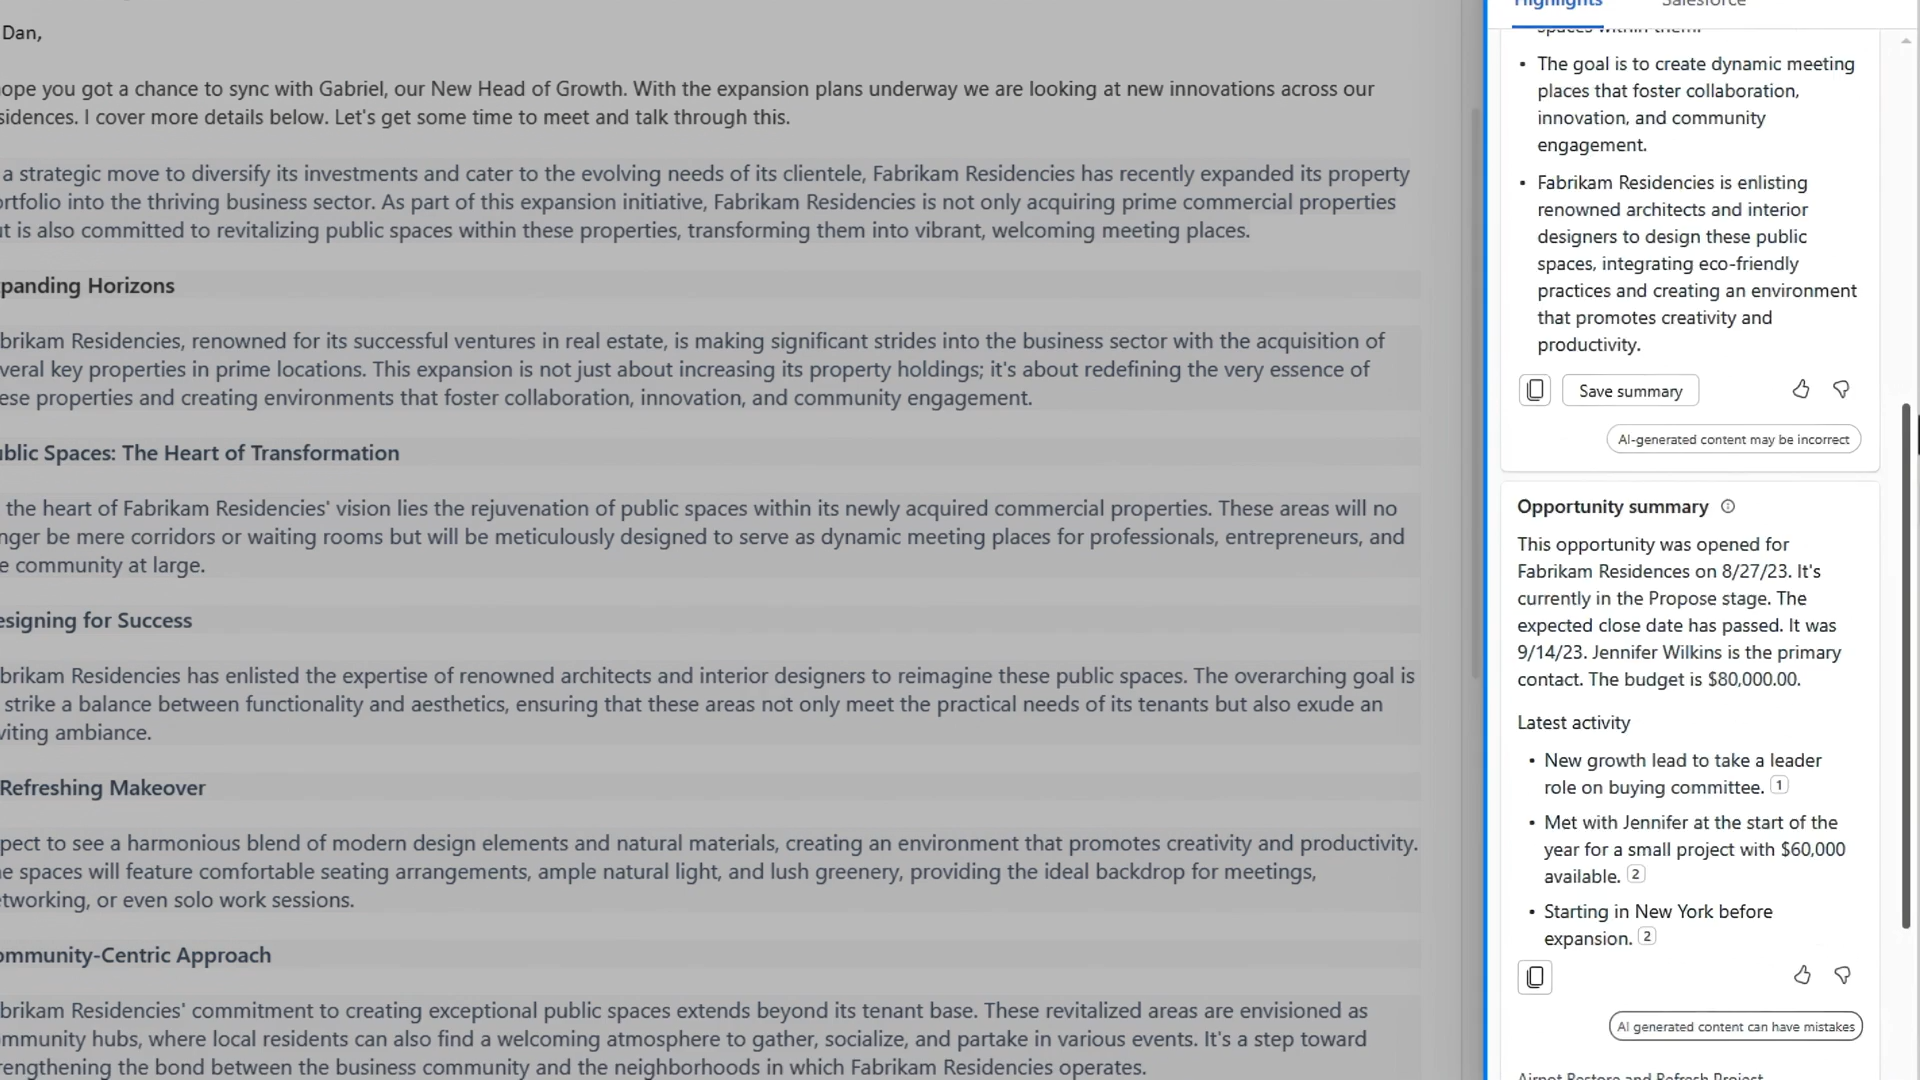 Dan,
ope you got a chance to sync with Gabriel, our New Head of Growth. With the expansion plans underway we are looking at new innovations across our
sidences. I cover more details below. Let's get some time to meet and talk through this.
a strategic move to diversify its investments and cater to the evolving needs of its clientele, Fabrikam Residencies has recently expanded its property
ortfolio into the thriving business sector. As part of this expansion initiative, Fabrikam Residencies is not only acquiring prime commercial properties
ut is also committed to revitalizing public spaces within these properties, transforming them into vibrant, welcoming meeting places.
panding Horizons
brikam Residencies, renowned for its successful ventures in real estate, is making significant strides into the business sector with the acquisition of
veral key properties in prime locations. This expansion is not just about increasing its property holdings; it's about redefining the very essence of
ese properties and creating environments that foster collaboration, innovation, and community engagement.
ublic Spaces: The Heart of Transformation
the heart of Fabrikam Residencies' vision lies the rejuvenation of public spaces within its newly acquired commercial properties. These areas will no
nger be mere corridors or waiting rooms but will be meticulously designed to serve as dynamic meeting places for professionals, entrepreneurs, and
e community at large.
esigning for Success
brikam Residencies has enlisted the expertise of renowned architects and interior designers to reimagine these public spaces. The overarching goal is
strike a balance between functionality and aesthetics, ensuring that these areas not only meet the practical needs of its tenants but also exude an
viting ambiance.
Refreshing Makeover
pect to see a harmonious blend of modern design elements and natural materials, creating an environment that promotes creativity and productivity.
e spaces will feature comfortable seating arrangements, ample natural light, and lush greenery, providing the ideal backdrop for meetings,
tworking, or even solo work sessions.
ommunity-Centric Approach
brikam Residencies' commitment to creating exceptional public spaces extends beyond its tenant base. These revitalized areas are envisioned as
mmunity hubs, where local residents can also find a welcoming atmosphere to gather, socialize, and partake in various events. It's a step toward
rengthening the bond between the business community and the neighborhoods in which Fabrikam Residencies operates.
Highlights
Salesforce
spaces within them.
• The goal is to create dynamic meeting
places that foster collaboration,
innovation, and community
engagement.
• Fabrikam Residencies is enlisting
renowned architects and interior
designers to design these public
spaces, integrating eco-friendly
practices and creating an environment
that promotes creativity and
productivity.
Save summary
AI-generated content may be incorrect
Opportunity summary
This opportunity was opened for
Fabrikam Residences on 8/27/23. It's
currently in the Propose stage. The
expected close date has passed. It was
9/14/23. Jennifer Wilkins is the primary
contact. The budget is $80,000.00.
Latest activity
• New growth lead to take a leader
role on buying committee. 1
• Met with Jennifer at the start of the
year for a small project with $60,000
available. 2
• Starting in New York before
expansion. 2
AI generated content can have mistakes
Restore and Refresh Project